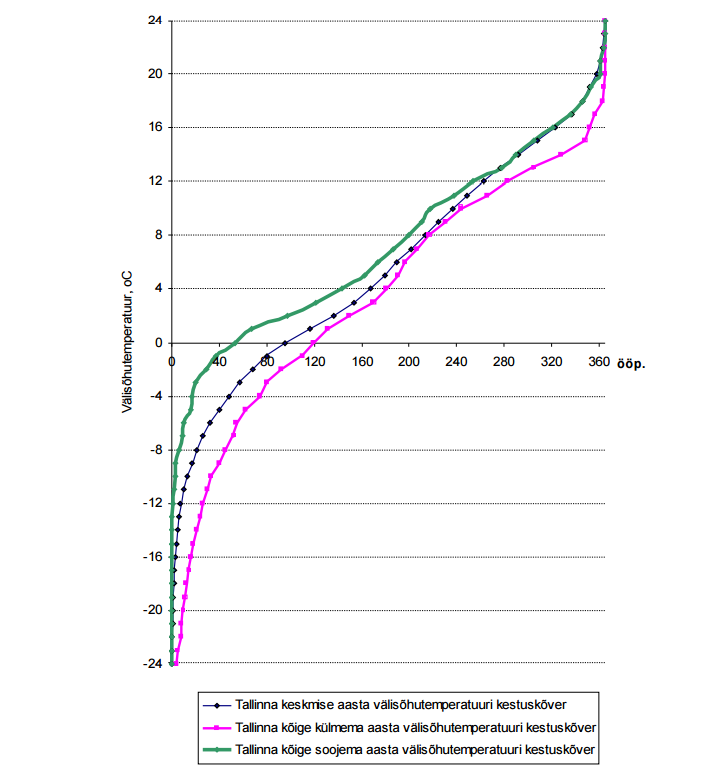 24
20
16
12
8
4
0
-4
-8
-12
-16
-20
-24
0 40 80 120 160 200 240 280 320 360 ööp.
Välisõhutemperatuur, oC
Tallinna keskmise aasta välisõhutemperatuuri kestuskõver
Tallinna kõige külmema aasta välisõhutemperatuuri kestuskõver
Tallinna kõige soojema aasta välisõhutemperatuuri kestuskõver